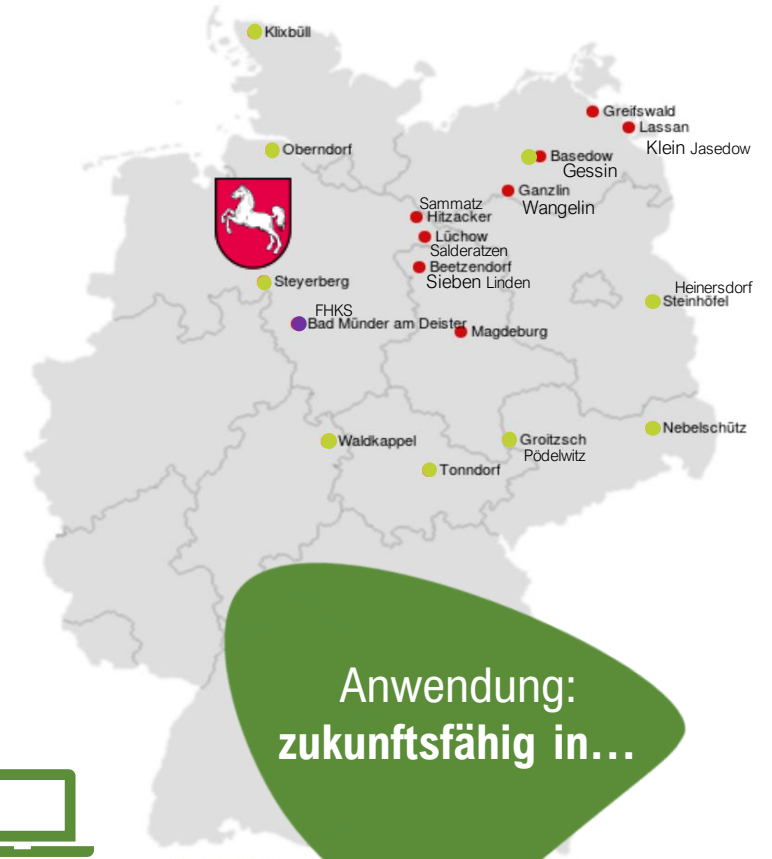 Klixbüll
Greifswald
Lassan
Klein Jasedow
Oberndorf
Basedow
Gessin
Ganzlin
Wangelin
Sammatz
Hitzacker
Lüchow
Salderatzen
Beetzendorf
Sieben Linden
Steyerberg
Heinersdorf
Steinhöfel
FHKS
Bad Münder am Deister
Magdeburg
Waldkappel
Groitzsch
Pödelwitz
Nebelschütz
Tonndorf
Anwendung:
zukunftsfähig in...